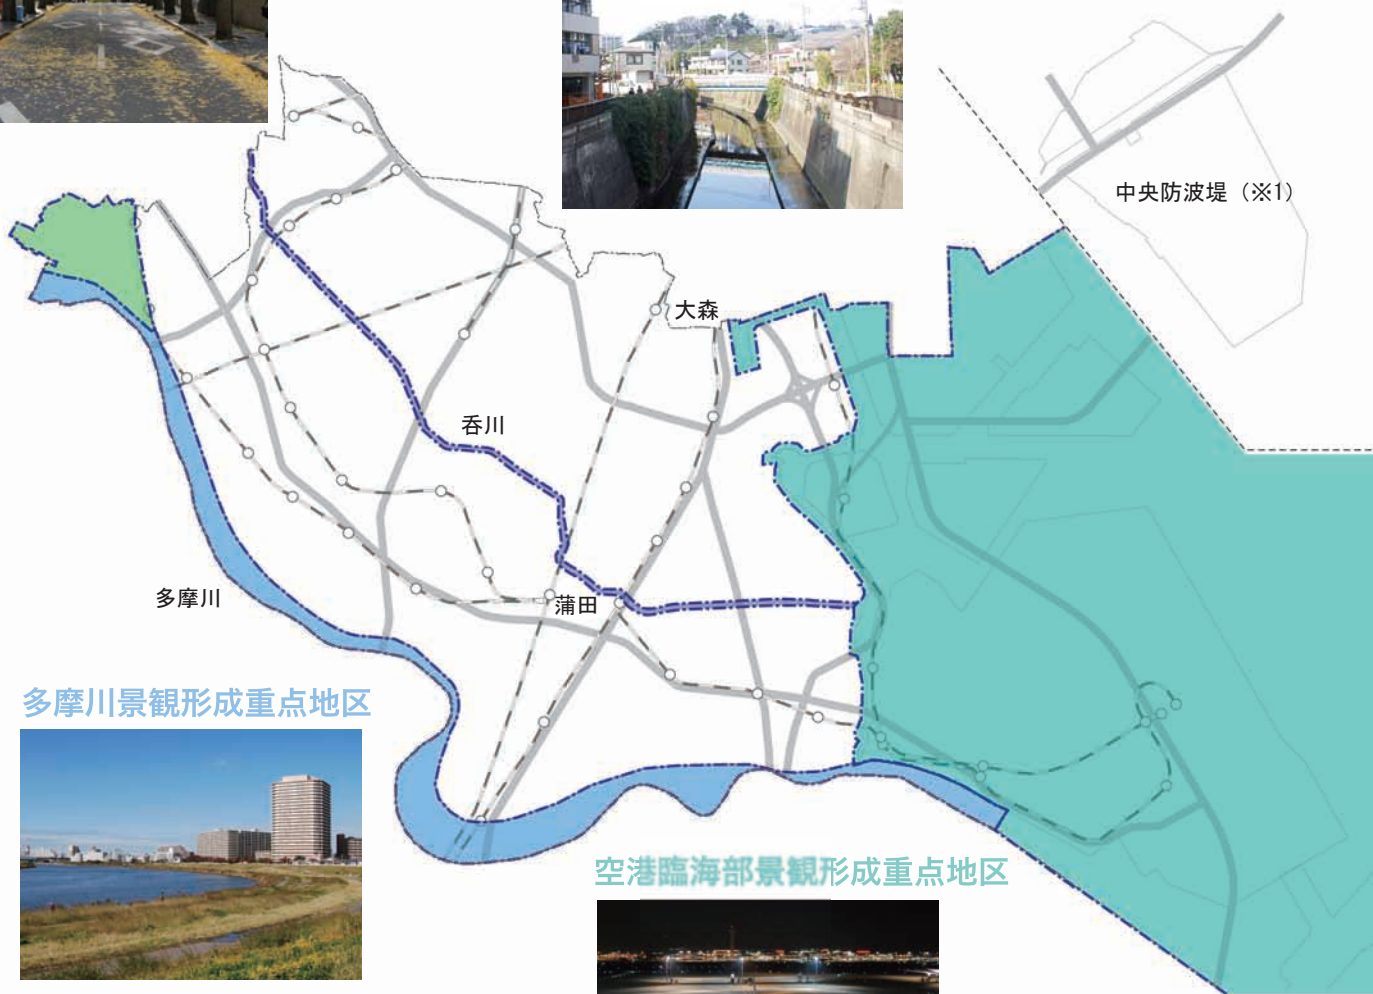 中央防波堤（※1）
大森
呑川
多摩川
蒲田
多摩川景観形成重点地区
空港臨海部景観形成重点地区